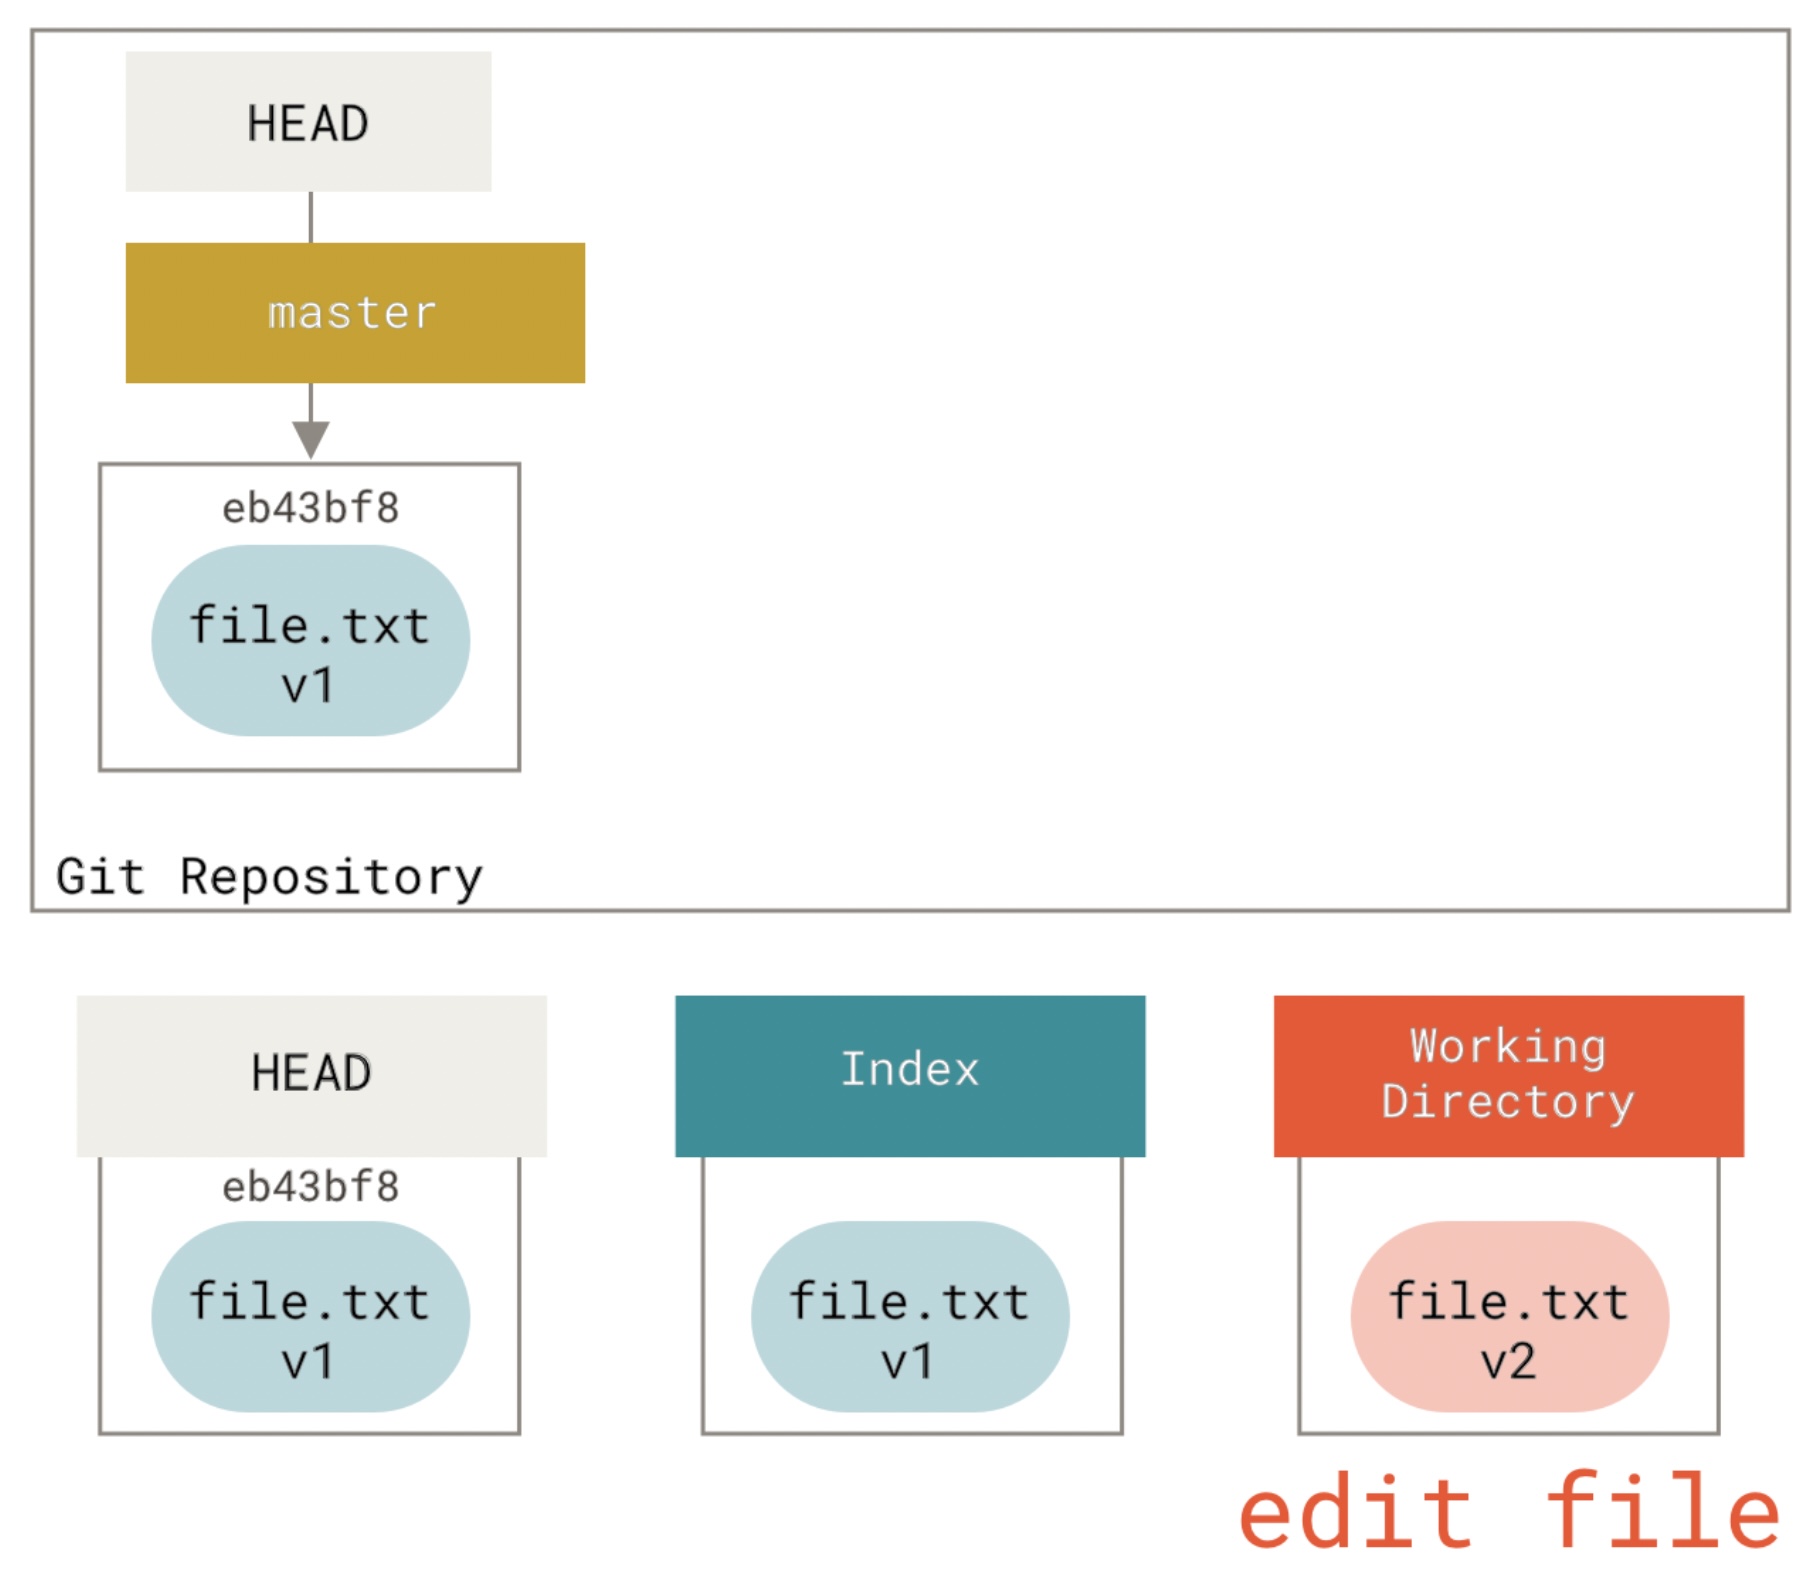 HEAD
master
eb43bf8
file.txt
v1
Git Repository
HEAD
eb43bf8
file.txt
v1
Index
file.txt
v1
Working
Directory
file.txt
v2
edit file